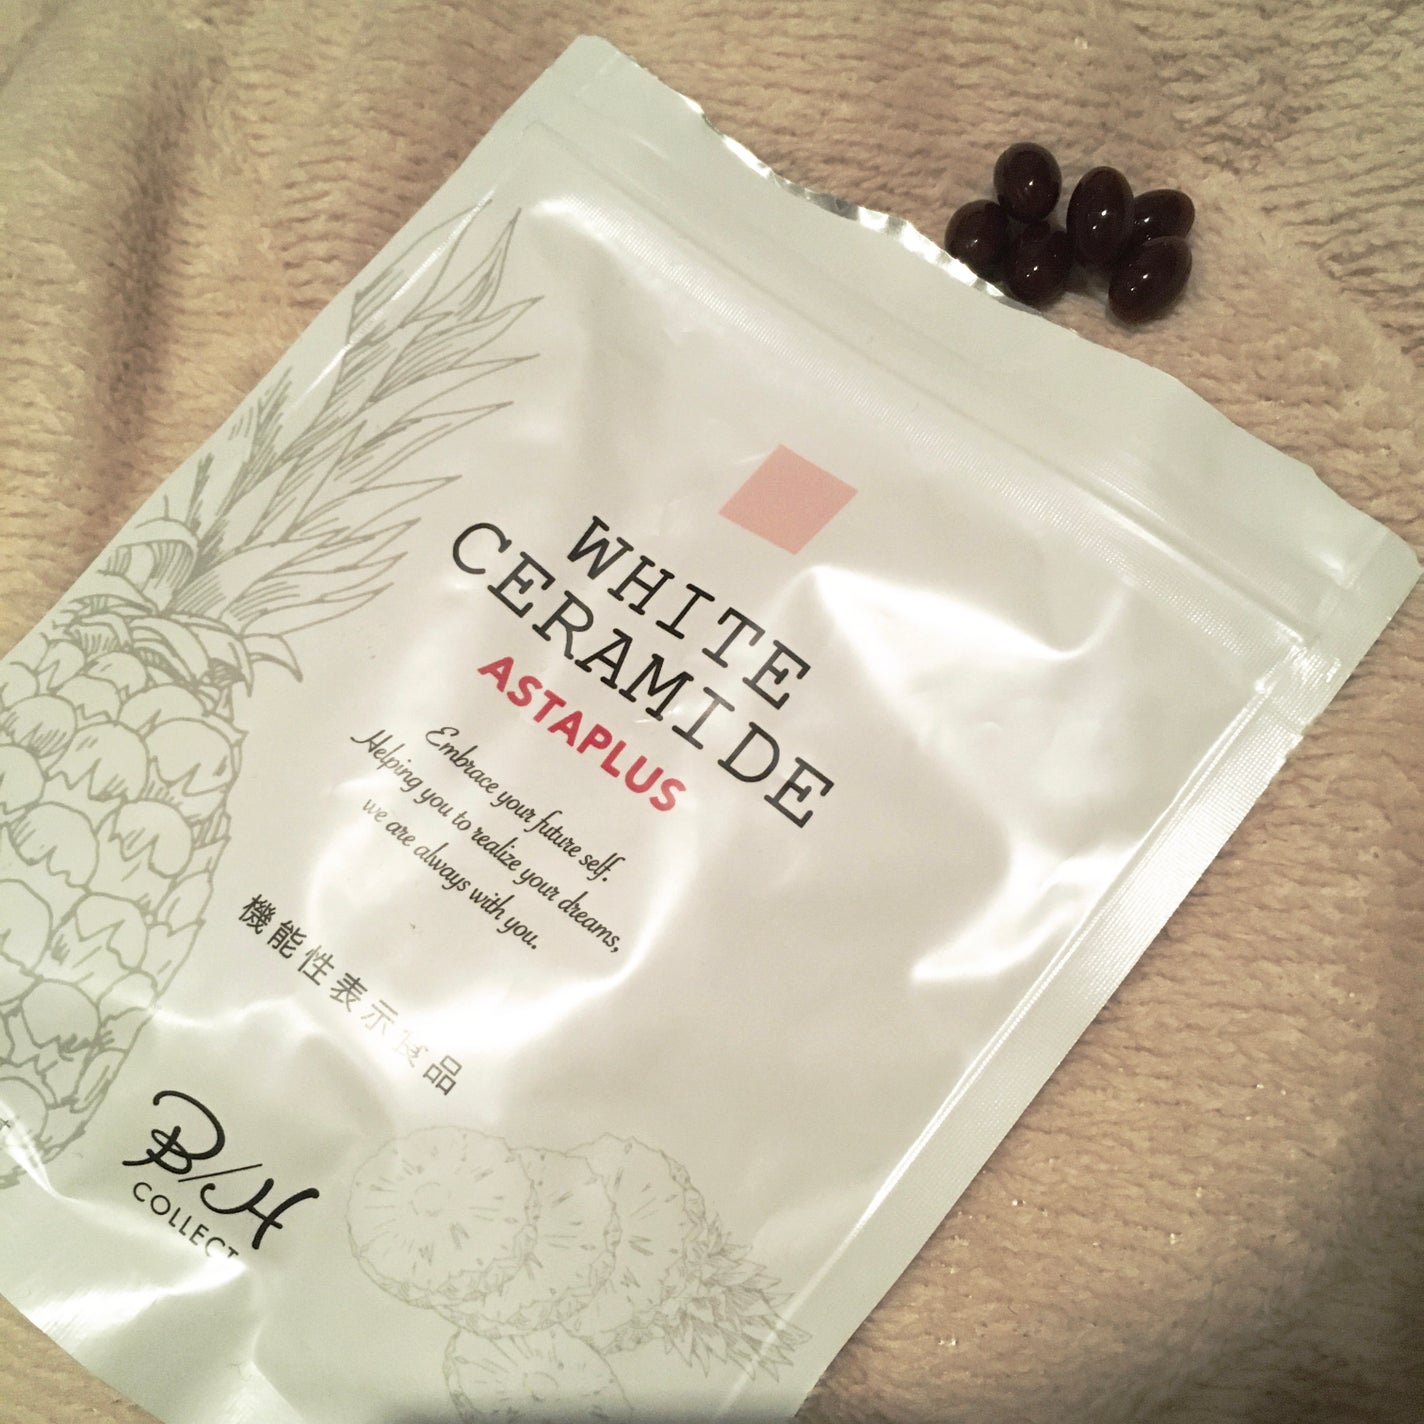 WHITE
CERAMIDE
ASTAPLUS
Embrace your future self.
Helping you to realize your dreams,
we are always with you.
機能性表示食品
B/H
COLLECT